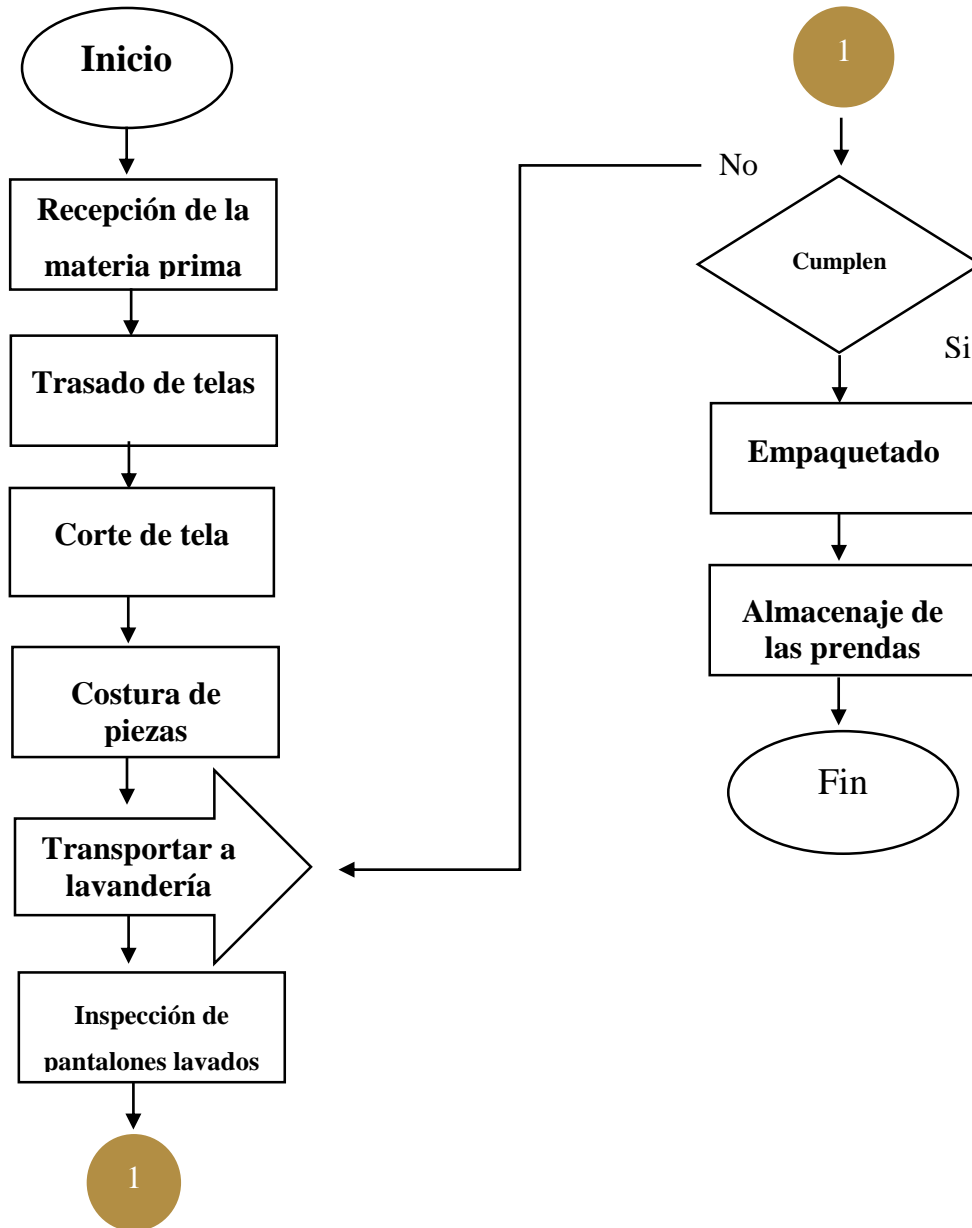 Inicio
Recepción de la
materia prima
Trasado de telas
Corte de tela
Costura de
piezas
Transportar a
lavandería
Inspección de
pantalones lavados
1
1
No
Cumplen
Si
Empaquetado
Almacenaje de
las prendas
Fin